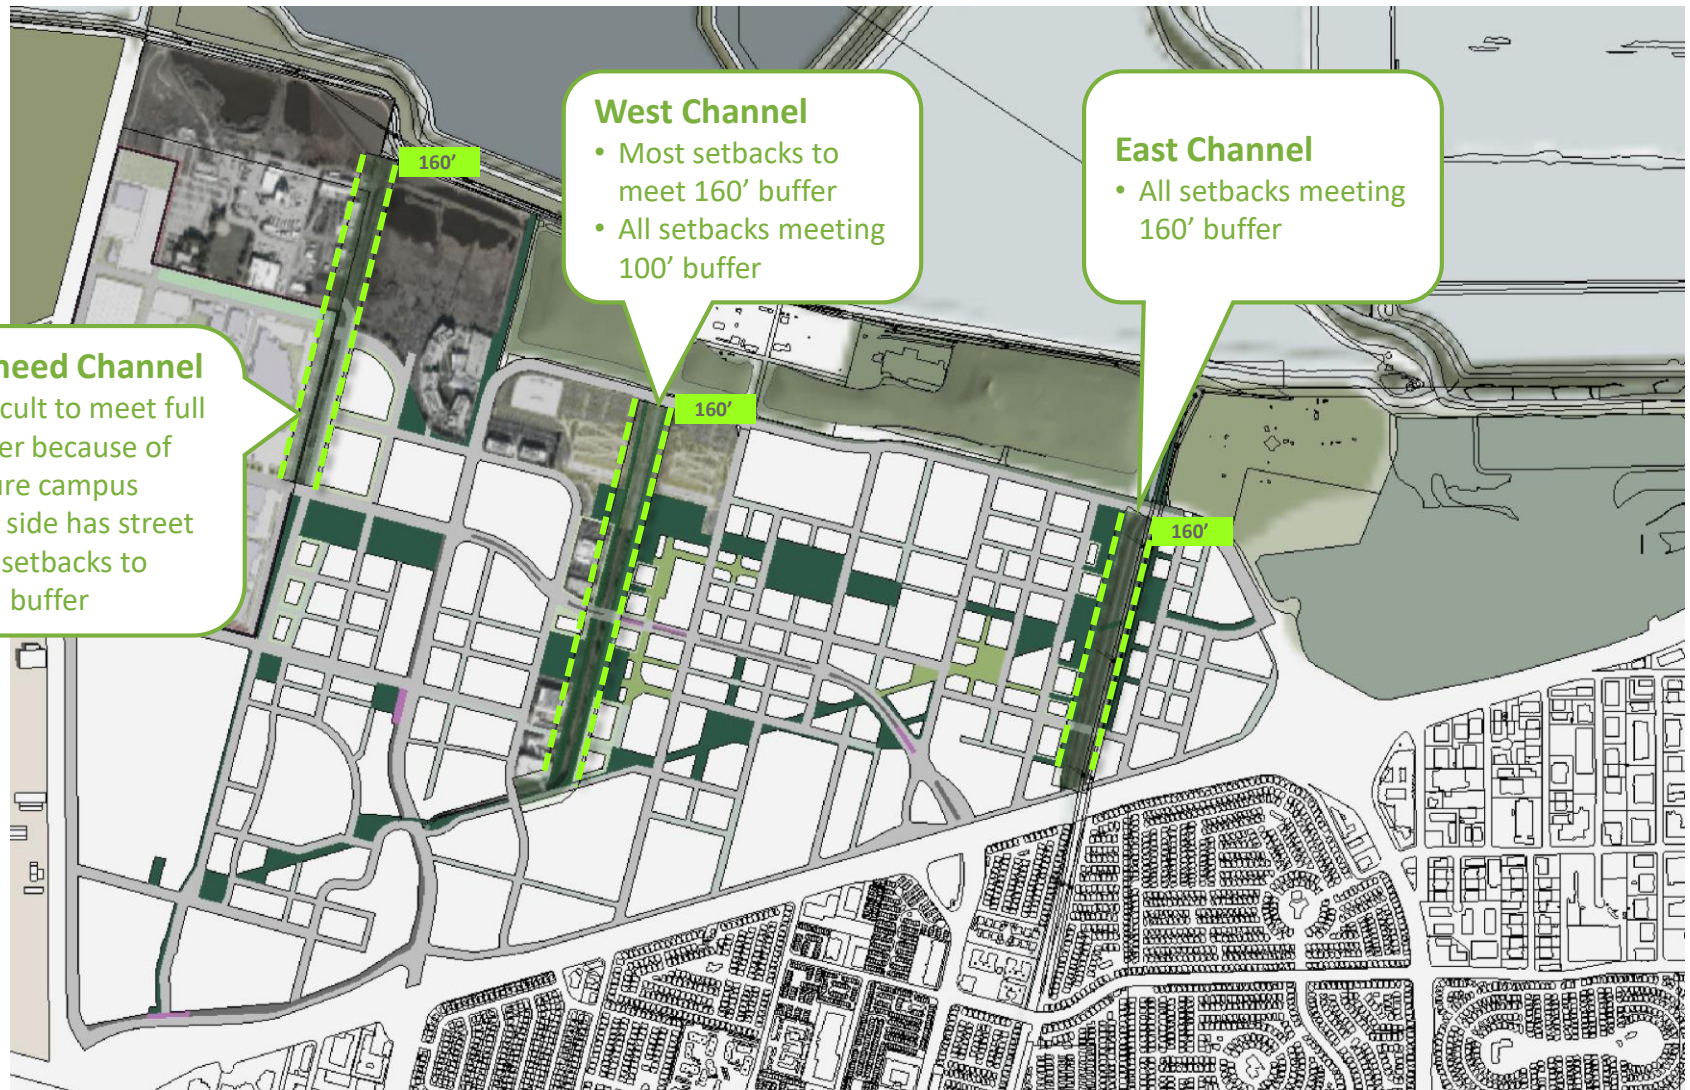 West Channel
• Most setbacks to
meet 160’ buffer
• All setbacks meeting
100’ buffer
East Channel
• All setbacks meeting
160’ buffer
160’
heed Channel
cult to meet full
er because of
ure campus
side has street
setbacks to
buffer
160’
160’